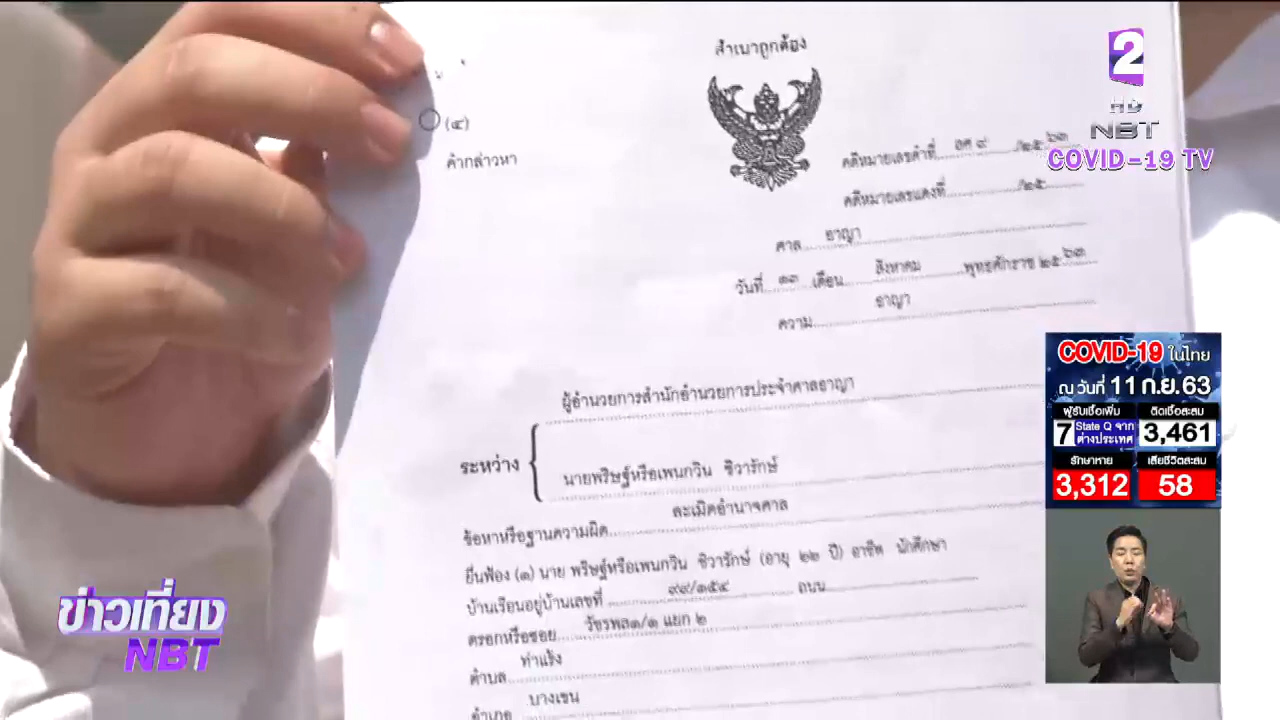 สำเนาถูกต้อง
(๔)
คำกล่าวหา
คดีหมายเลขดำที่ อศ ๙ /๒๕๖๓
คดีหมายเลขแดงที่ /๒๕
ศาล อาญา
วันที่ ๑๓ เดือน สิงหาคม พุทธศักราช ๒๕๖๓
ความ อาญา
ผู้อำนวยการสำนักอำนวยการประจำศาลอาญา
ระหว่าง
นายพริษฐ์หรือเพนกวิน ชิวารักษ์
ข้อหาหรือฐานความผิด ละเมิดอำนาจศาล
ยื่นฟ้อง (๑) นาย พริษฐ์หรือเพนกวิน ชิวารักษ์ (อายุ ๒๒ ปี) อาชีพ นักศึกษา
บ้านเรือนอยู่บ้านเลขที่ ๙๙/๑๕๔ ถนน
ตรอกหรือซอย วัชรพล๑/๑ แยก ๒
ตำบล ท่าแร้ง
อำเภอ บางเขน
2
HD
NBT
COVID-19 TV
COVID-19 ในไทย
ณ วันที่ 11 ก.ย. 63
ผู้รับเชื้อเพิ่ม ติดเชื้อสะสม
7 State Q จากต่างประเทศ 3,461
รักษาหาย เสียชีวิตสะสม
3,312 58
ข่าวเที่ยง
NBT